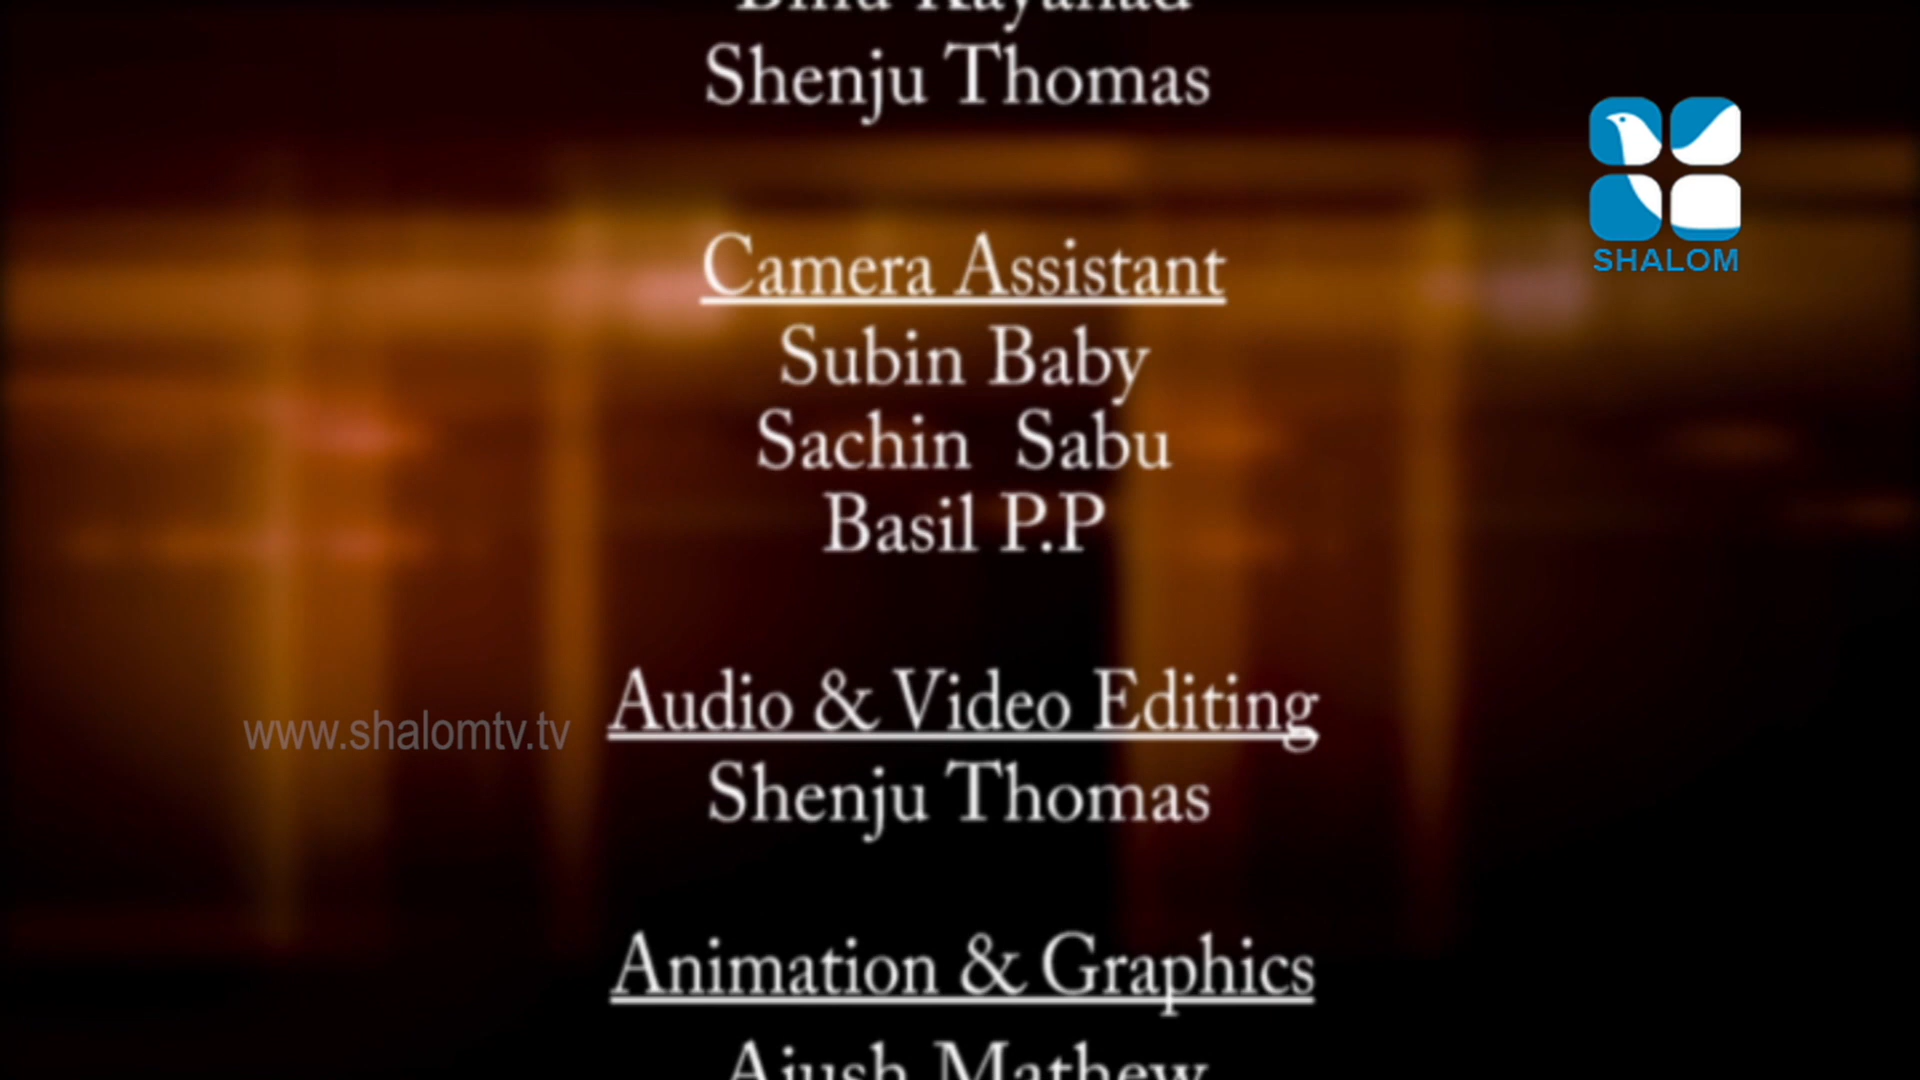 Shenju Thomas
SHALOM
Camera Assistant
Subin Baby
Sachin Sabu
Basil P.P
www.shalomtv.tv
Audio & Video Editing
Shenju Thomas
Animation & Graphics
Mathew